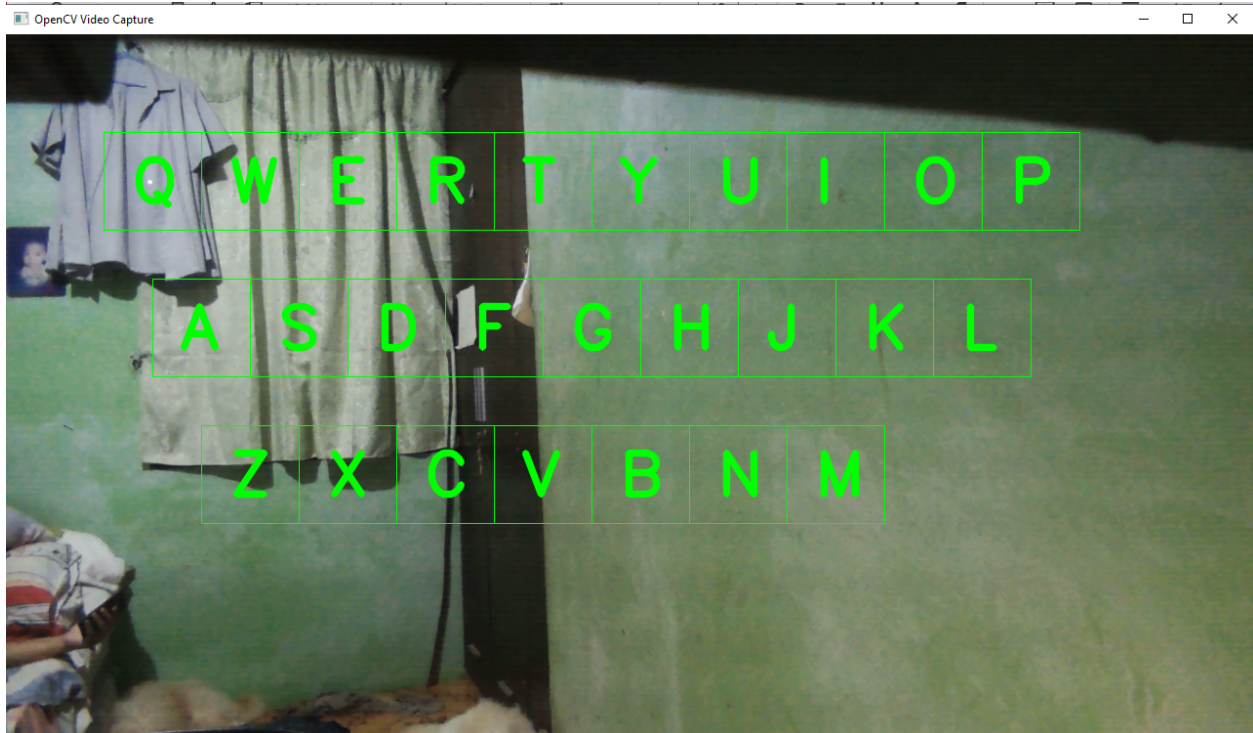 OpenCV Video Capture
Q W E R T Y U I O P
A S D F G H J K L
Z X C V B N M